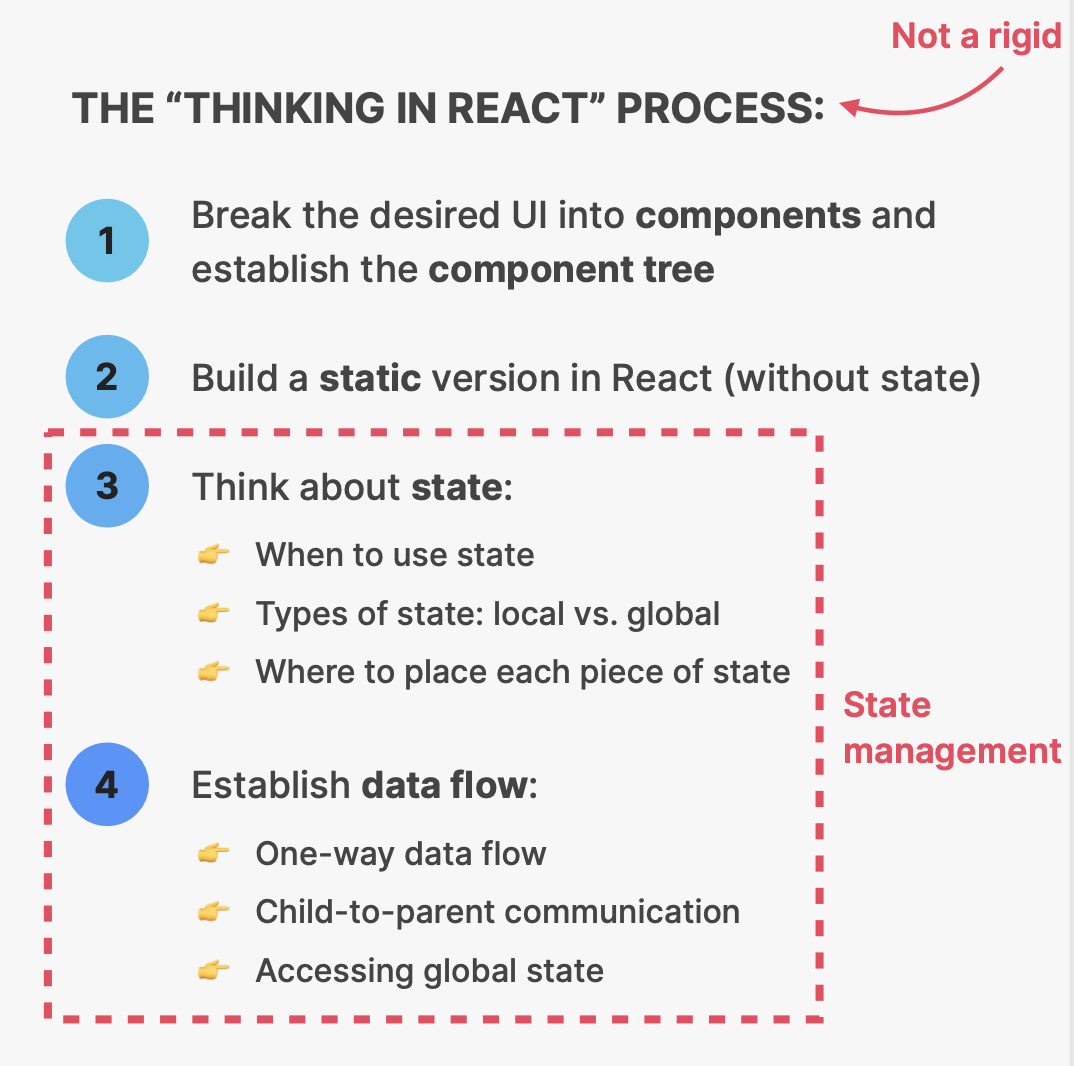 Not a rigid
THE “THINKING IN REACT” PROCESS:
1
Break the desired UI into components and
establish the component tree
2
Build a static version in React (without state)
3
Think about state:
👉 When to use state
👉 Types of state: local vs. global
👉 Where to place each piece of state
State
management
4
Establish data flow:
👉 One-way data flow
👉 Child-to-parent communication
👉 Accessing global state